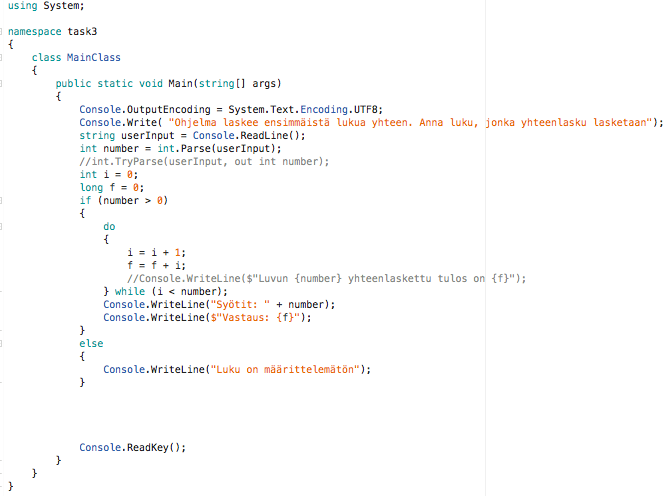 using System;
namespace task3
{
class MainClass
{
public static void Main(string[] args)
{
Console.OutputEncoding = System.Text.Encoding.UTF8;
Console.Write( "Ohjelma laskee ensimmäistä lukua yhteen. Anna luku, jonka yhteenlasku lasketaan");
string userInput = Console.ReadLine();
int number = int.Parse(userInput);
//int.TryParse(userInput, out int number);
int i = 0;
long f = 0;
if (number > 0)
{
do
{
i = i + 1;
f = f + i;
//Console.WriteLine($"Luvun {number} yhteenlaskettu tulos on {f}");
} while (i < number);
Console.WriteLine("Syötit: " + number);
Console.WriteLine($"Vastaus: {f}");
}
else
{
Console.WriteLine("Luku on määrittelemätön");
}
Console.ReadKey();
}
}
}